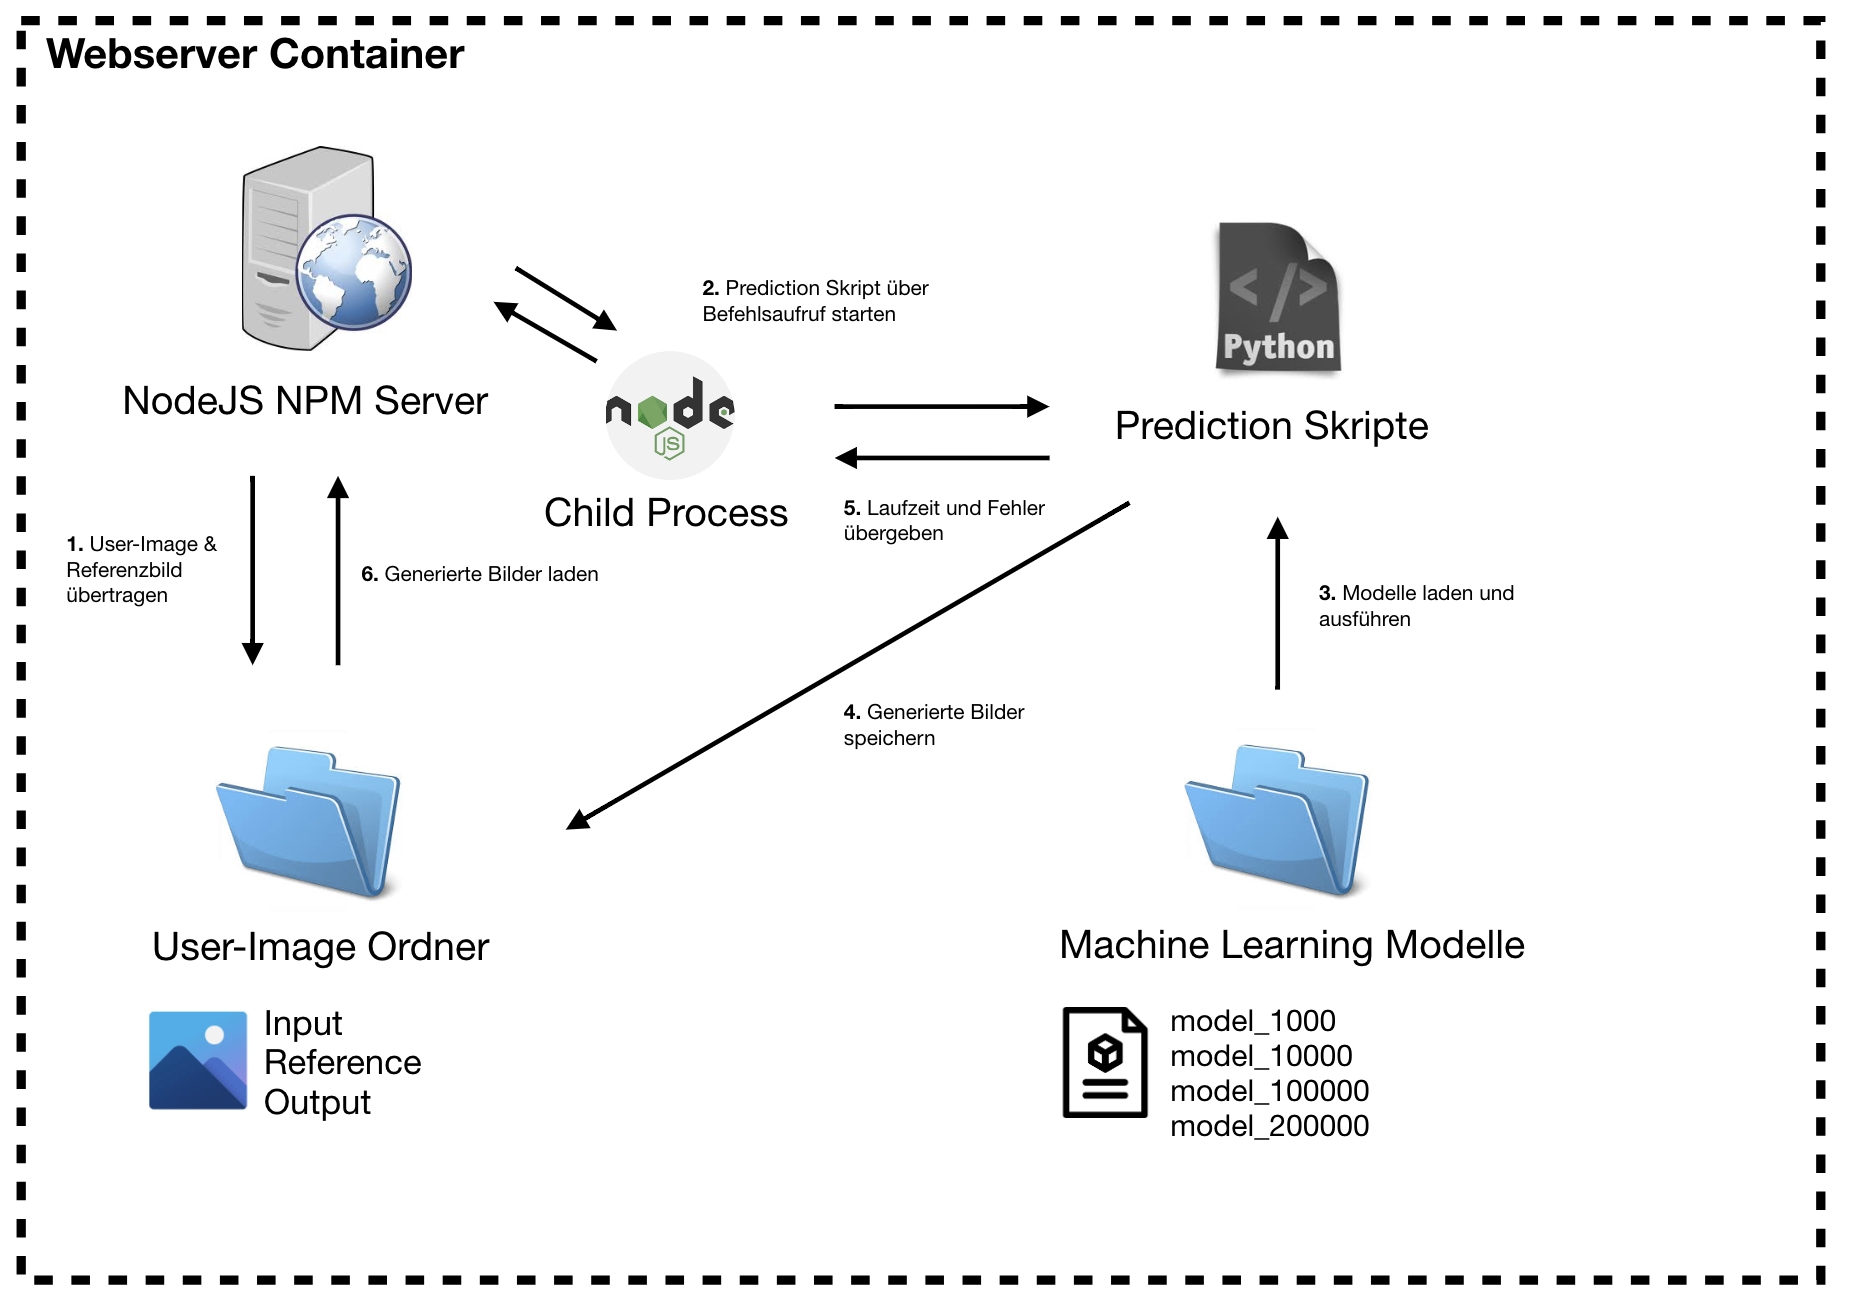 Webserver Container
2. Prediction Skript über
Befehlsaufruf starten
</>
Python
NodeJS NPM Server
node
JS
Prediction Skripte
Child Process
5. Laufzeit und Fehler
übergeben
1. User-Image &
Referenzbild
übertragen
6. Generierte Bilder laden
3. Modelle laden und
ausführen
4. Generierte Bilder
speichern
User-Image Ordner
Machine Learning Modelle
Input
Reference
Output
model_1000
model_10000
model_100000
model_200000